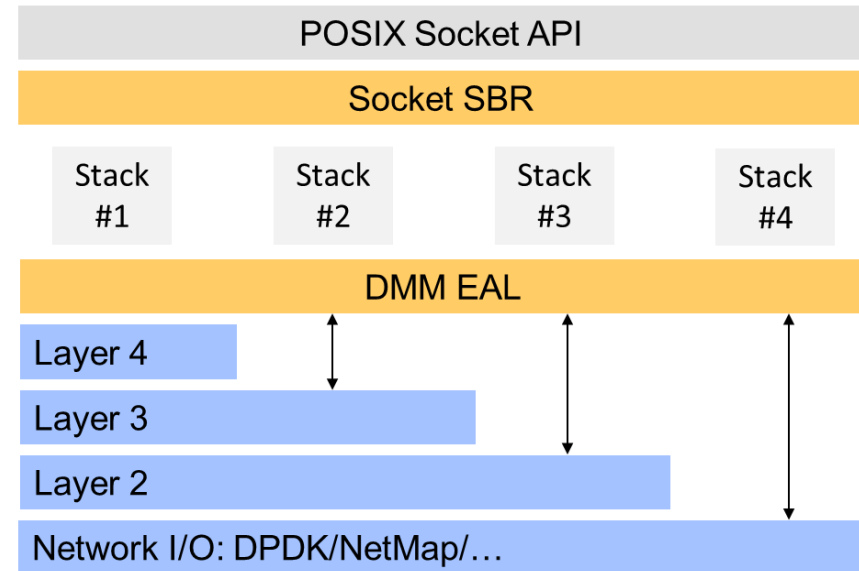 POSIX Socket API
Socket SBR
Stack
#1
Stack
#2
Stack
#3
Stack
#4
DMM EAL
Layer 4
Layer 3
Layer 2
Network I/O: DPDK/NetMap/…